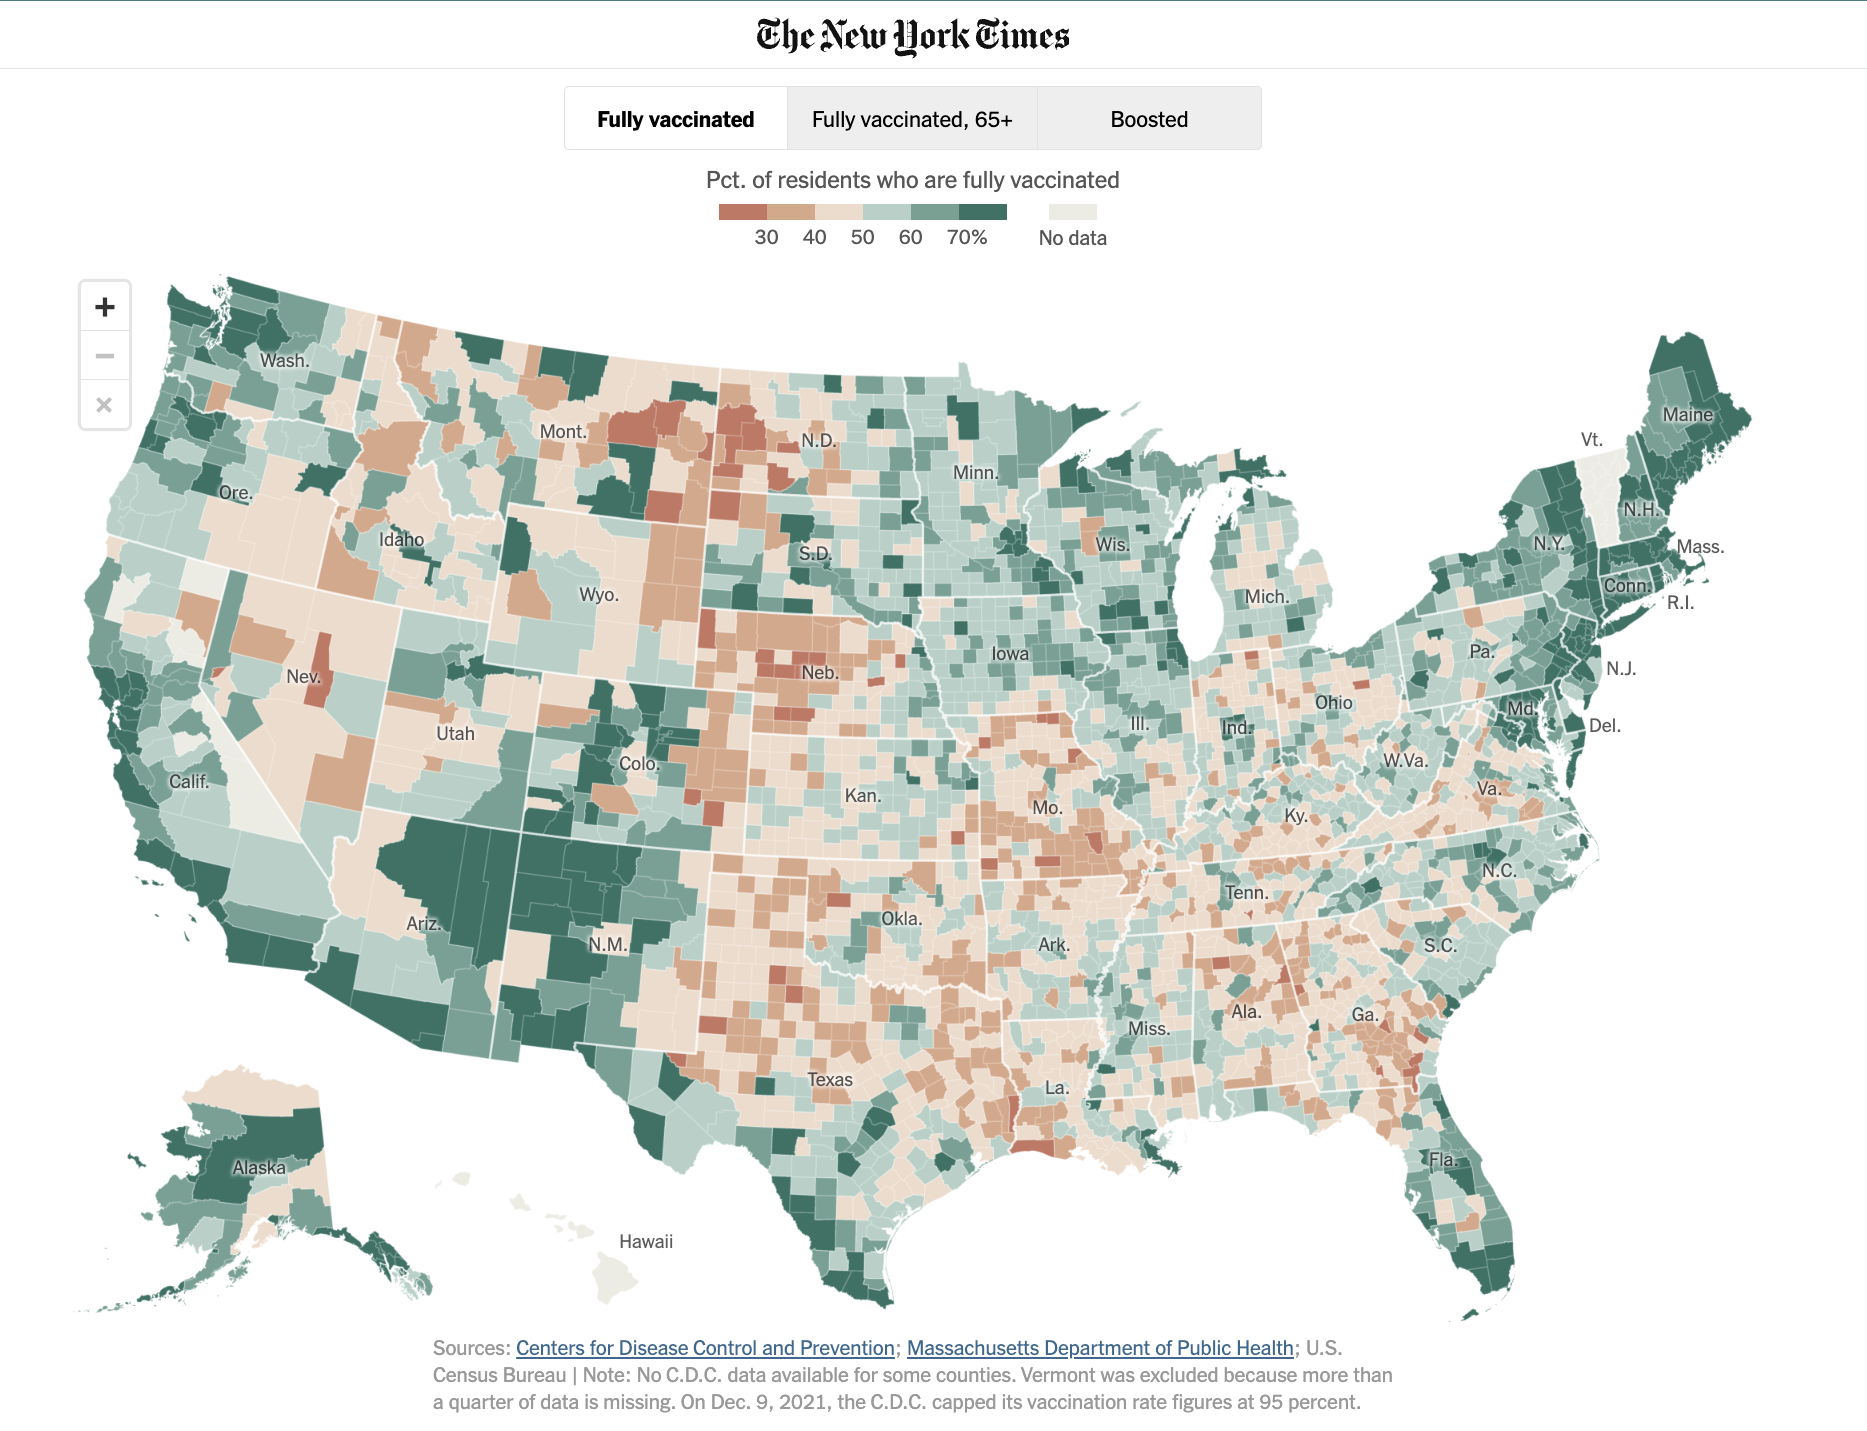 The New York Times
Fully vaccinated
Fully vaccinated, 65+
Boosted
Pct. of residents who are fully vaccinated
30 40 50 60 70% No data
+
−
×
Wash.
Ore.
Idaho
Mont.
N.D.
Minn.
S.D.
Wis.
Mich.
Wyo.
Nev.
Utah
Colo.
Calif.
Ariz.
N.M.
Neb.
Iowa
Kan.
Mo.
Ill.
Ind.
Ohio
Ky.
Tenn.
Okla.
Ark.
Texas
La.
Miss.
Ala.
Ga.
Fla.
S.C.
N.C.
Va.
W.Va.
Pa.
N.Y.
Vt.
N.H.
Maine
Mass.
Conn.
R.I.
N.J.
Md.
Del.
Alaska
Hawaii
Sources: Centers for Disease Control and Prevention; Massachusetts Department of Public Health; U.S.
Census Bureau | Note: No C.D.C. data available for some counties. Vermont was excluded because more than
a quarter of data is missing. On Dec. 9, 2021, the C.D.C. capped its vaccination rate figures at 95 percent.